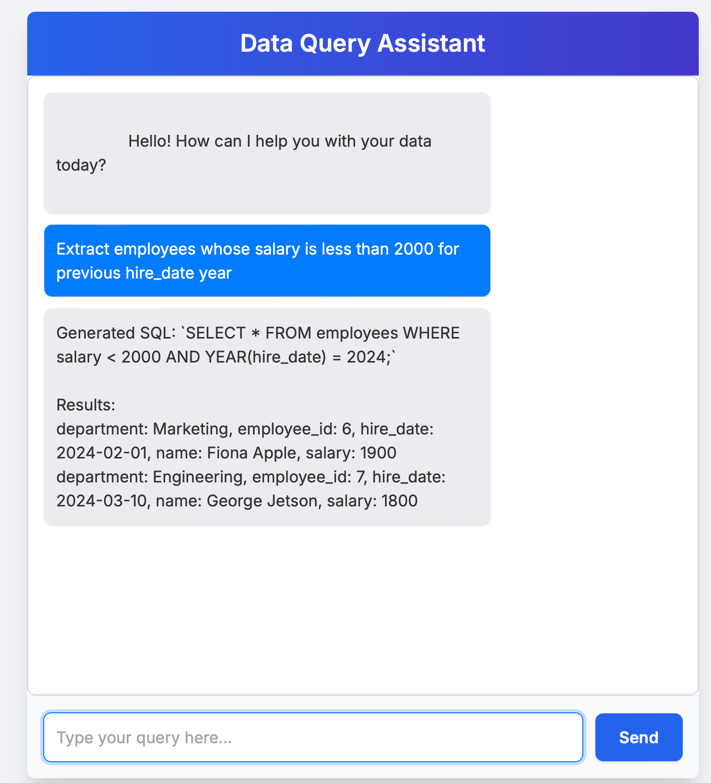 Data Query Assistant
Hello! How can I help you with your data
today?
Extract employees whose salary is less than 2000 for
previous hire_date year
Generated SQL: `SELECT * FROM employees WHERE
salary < 2000 AND YEAR(hire_date) = 2024;`
Results:
department: Marketing, employee_id: 6, hire_date:
2024-02-01, name: Fiona Apple, salary: 1900
department: Engineering, employee_id: 7, hire_date:
2024-03-10, name: George Jetson, salary: 1800
Type your query here...
Send